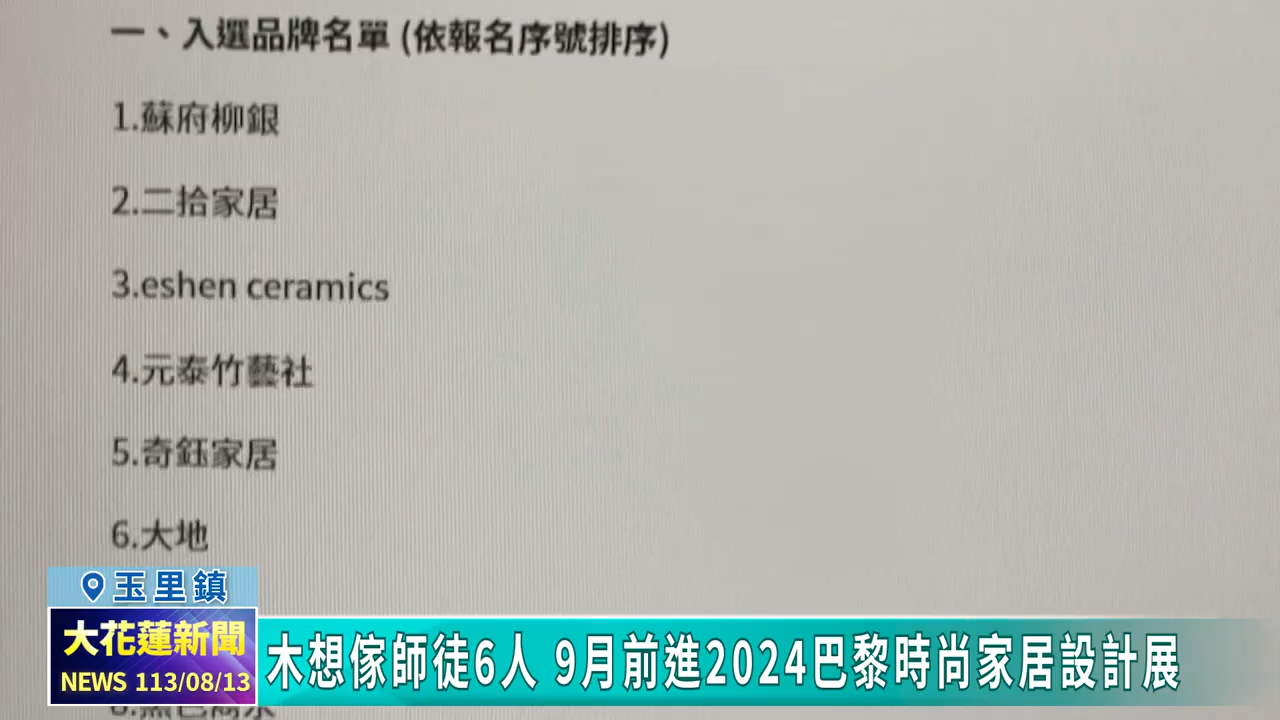 一、入選品牌名單 (依報名序號排序)
1.蘇府柳銀
2.二拾家居
3.eshen ceramics
4.元泰竹藝社
5.奇鈺家居
6.大地
玉里鎮
大花蓮新聞
NEWS 113/08/13
木想傢師徒6人 9月前進2024巴黎時尚家居設計展